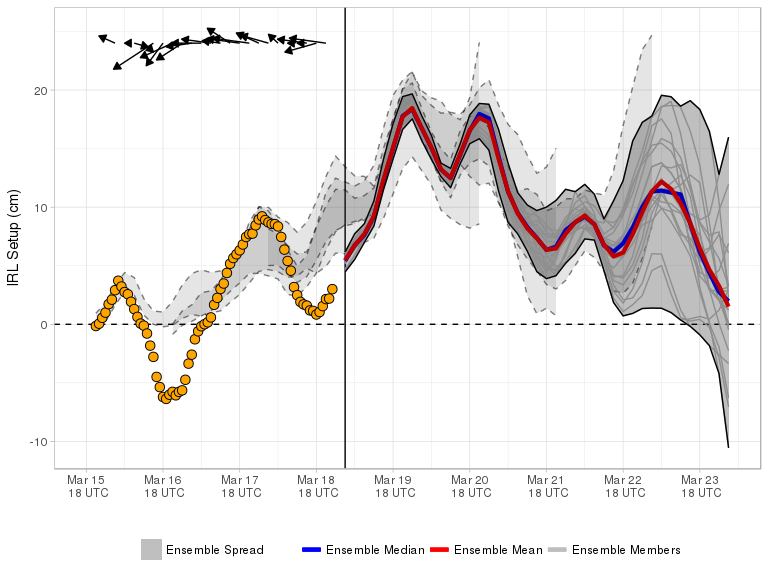 20
10
0
-10
IRL Setup (cm)
Mar 15
18 UTC
Mar 16
18 UTC
Mar 17
18 UTC
Mar 18
18 UTC
Mar 19
18 UTC
Mar 20
18 UTC
Mar 21
18 UTC
Mar 22
18 UTC
Mar 23
18 UTC
Ensemble Spread
Ensemble Median
Ensemble Mean
Ensemble Members